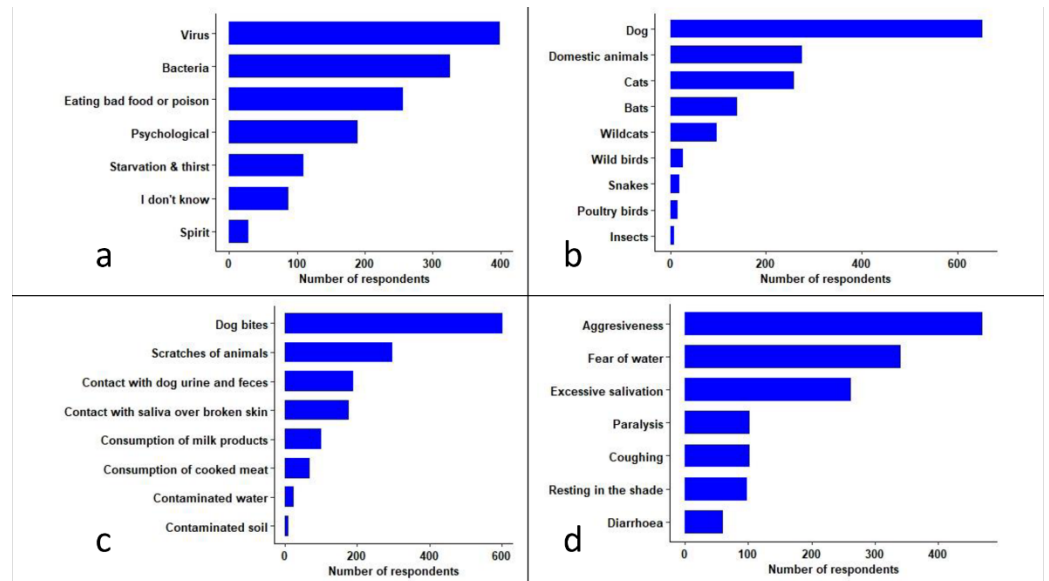 Virus
Bacteria
Eating bad food or poison
Psychological
Starvation & thirst
I don't know
Spirit
0 100 200 300 400
Number of respondents
a
Dog
Domestic animals
Cats
Bats
Wildcats
Wild birds
Snakes
Poultry birds
Insects
0 200 400 600
Number of respondents
b
Dog bites
Scratches of animals
Contact with dog urine and feces
Contact with saliva over broken skin
Consumption of milk products
Consumption of cooked meat
Contaminated water
Contaminated soil
0 200 400 600
Number of respondents
c
Aggresiveness
Fear of water
Excessive salivation
Paralysis
Coughing
Resting in the shade
Diarrhoea
0 100 200 300 400
Number of respondents
d